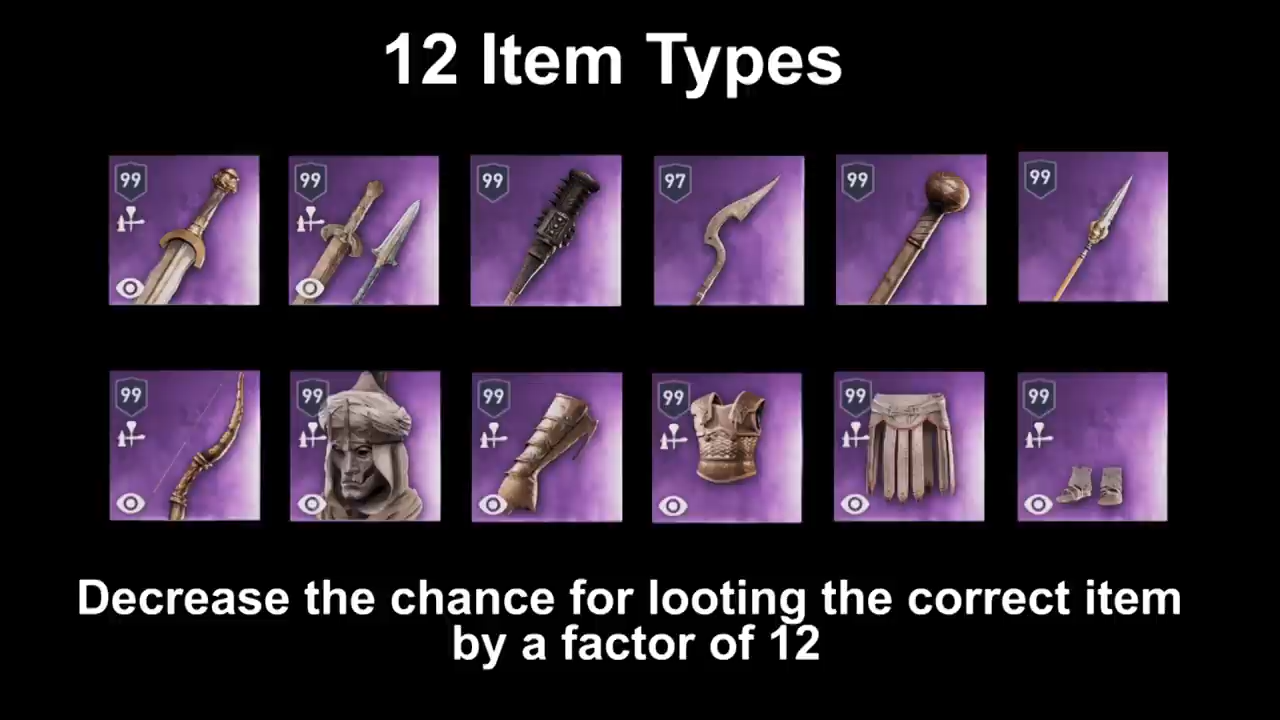 12 Item Types
99 99 99 97 99 99
99 99 99 99 99 99
Decrease the chance for looting the correct item
by a factor of 12